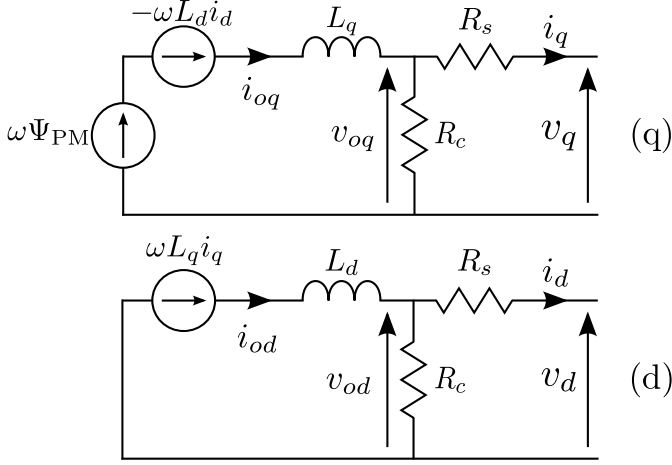 −ωL_d i_d
L_q
R_s
i_q
i_oq
ωΨ_PM
v_oq
R_c
v_q
(q)
ωL_q i_q
L_d
R_s
i_d
i_od
v_od
R_c
v_d
(d)